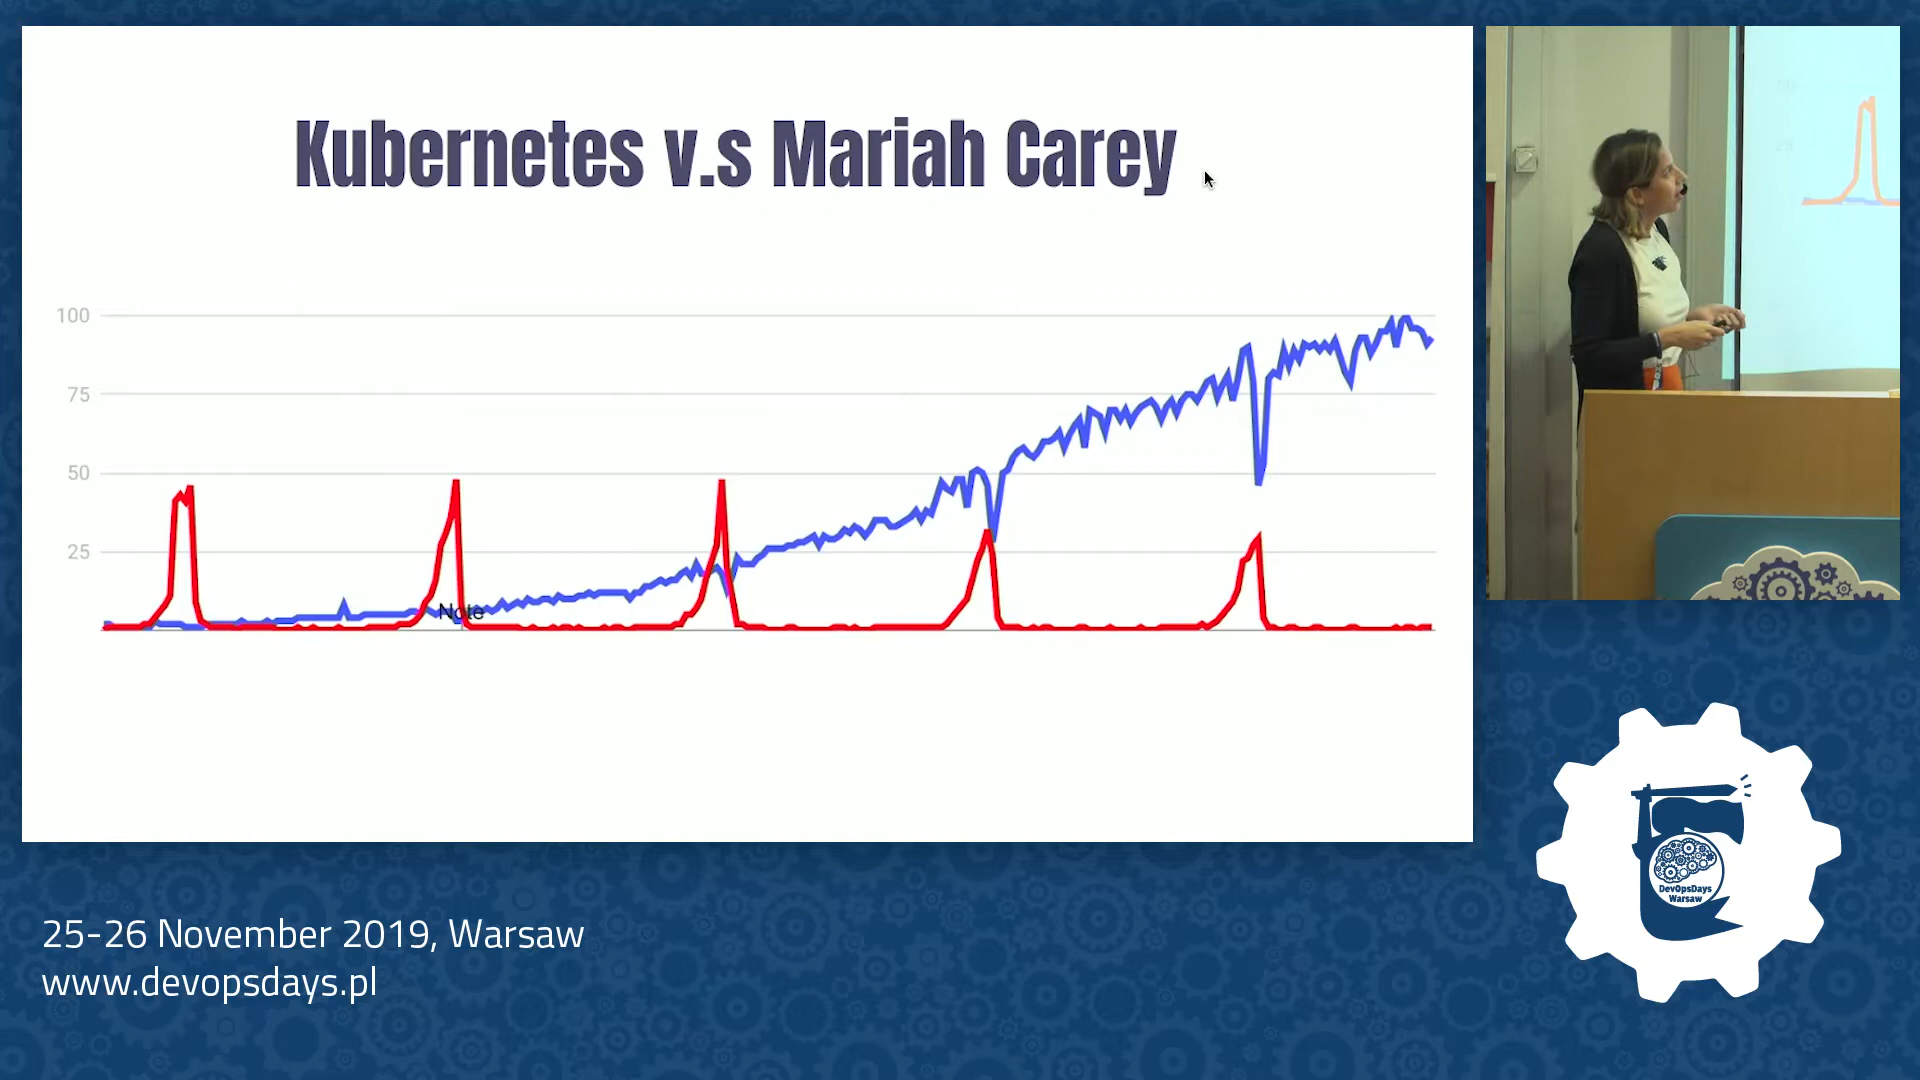 Kubernetes v.s Mariah Carey
100
75
50
25
Note
DevOpsDays
Warsaw
25-26 November 2019, Warsaw
www.devopsdays.pl